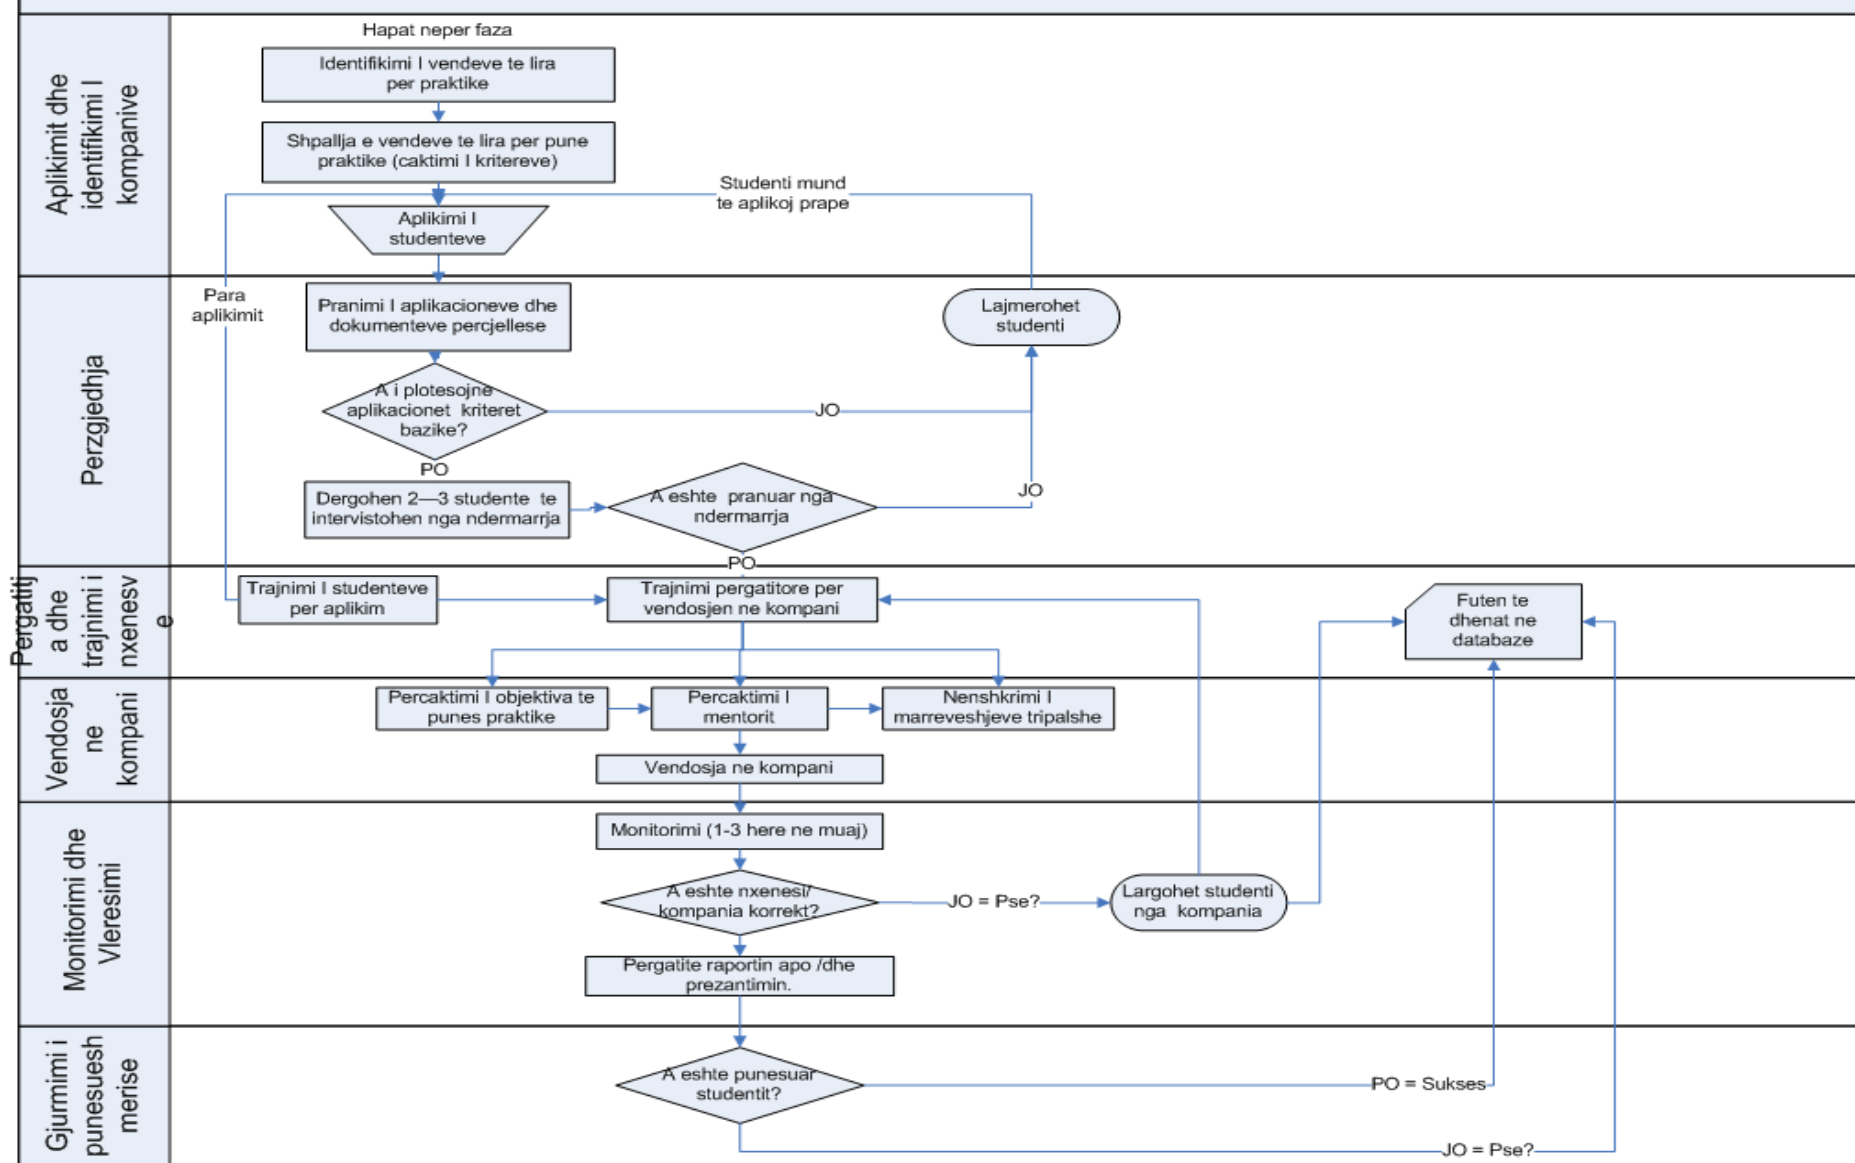 Hapat neper faza
Aplikimit dhe
identifikimi I
kompanive
Identifikimi I vendeve te lira
per praktike
Shpallja e vendeve te lira per pune
praktike (caktimi I kritereve)
Studenti mund
te aplikoj prape
Aplikimi I
studenteve
Perzgjedhja
Para
aplikimit
Pranimi I aplikacioneve dhe
dokumenteve percjellese
Lajmerohet
studenti
A i plotesojne
aplikacionet kriteret
bazike?
JO
PO
Dergohen 2—3 studente te
intervistohen nga ndermarrja
A eshte pranuar nga
ndermarrja
JO
PO
Pergatitj
a dhe
trajnimi i
nxenesv
e
Trajnimi I studenteve
per aplikim
Trajnimi pergatitore per
vendosjen ne kompani
Futen te
dhenat ne
databaze
Vendosja
ne
kompani
Percaktimi I objektiva te
punes praktike
Percaktimi I
mentorit
Nenshkrimi I
marreveshjeve tripalshe
Vendosja ne kompani
Monitorimi dhe
Vleresimi
Monitorimi (1-3 here ne muaj)
A eshte nxenesi/
kompania korrekt?
JO = Pse?
Largohet studenti
nga kompania
Pergatite raportin apo /dhe
prezantimin.
Gjurmimi i
punesuesh
merise
A eshte punesuar
studentit?
PO = Sukses
JO = Pse?